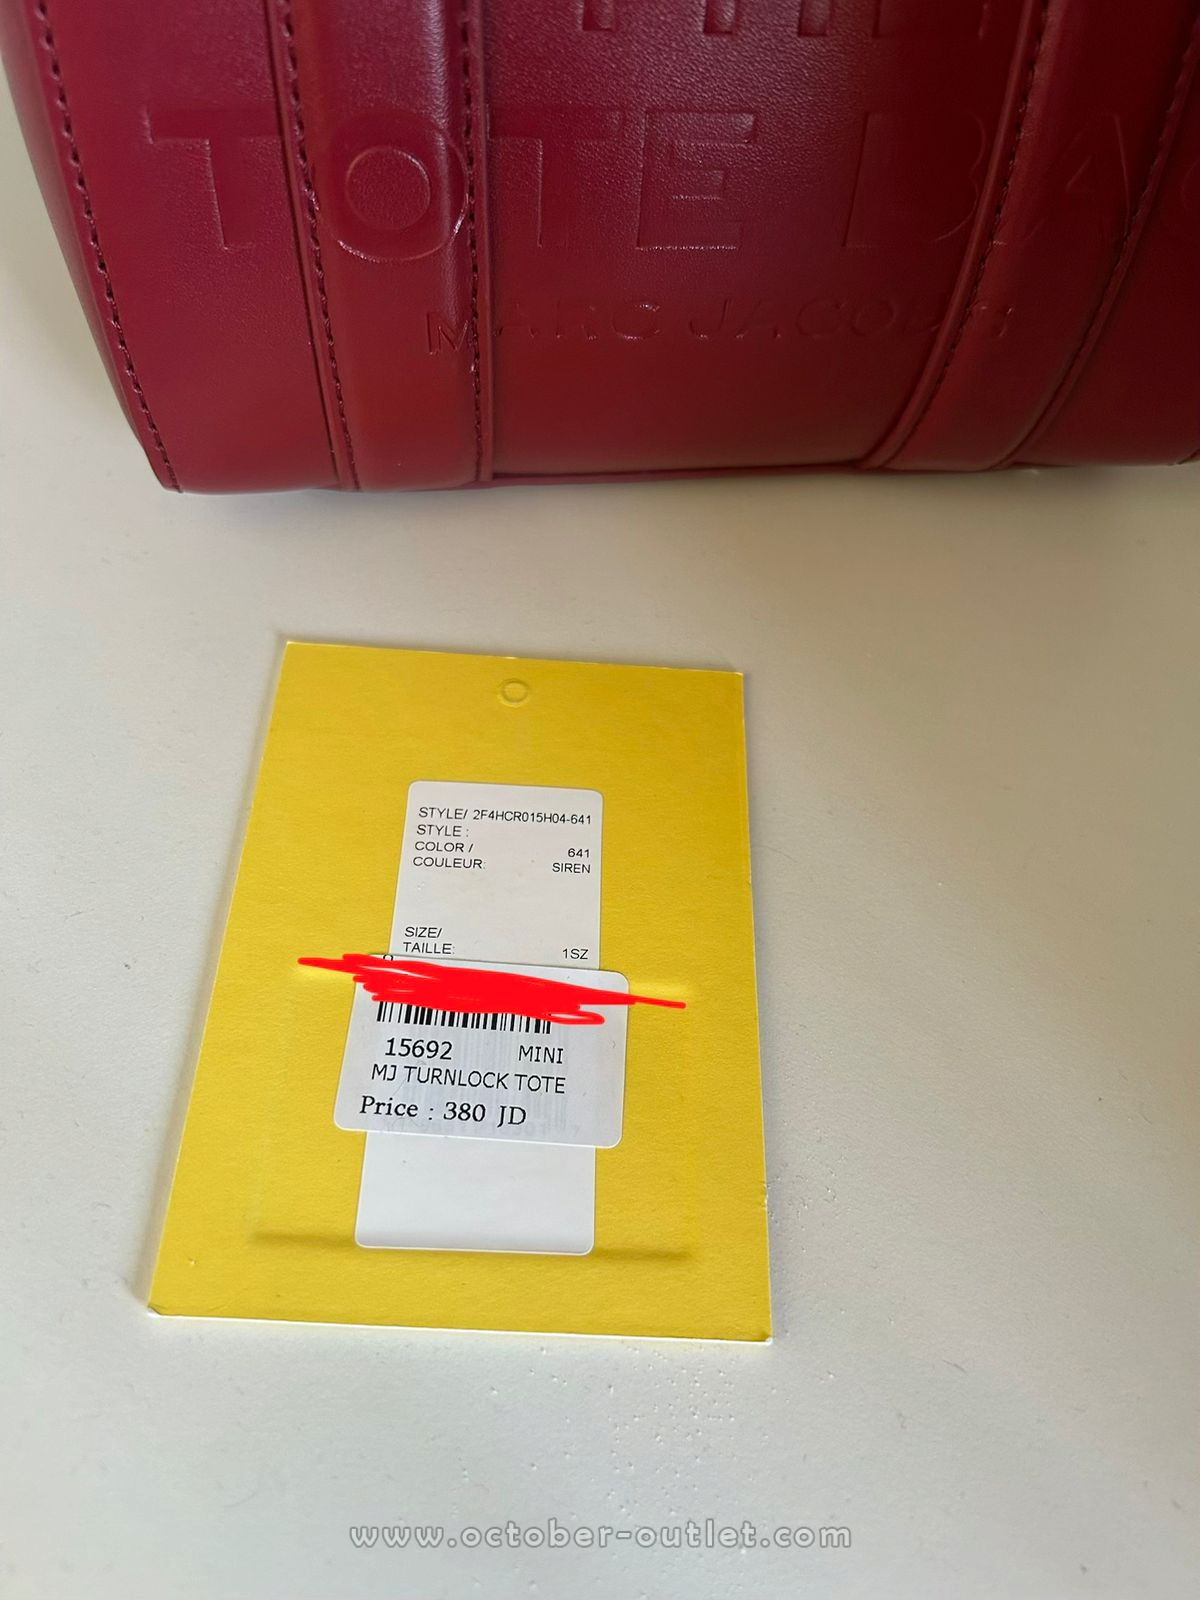 THE
TOTE BAG
MARC JACOBS
STYLE/ 2F4HCR015H04-641
STYLE :
COLOR / 641
COULEUR: SIREN
SIZE/
TAILLE: 1SZ
15692 MINI
MJ TURNLOCK TOTE
Price : 380 JD
www.october-outlet.com